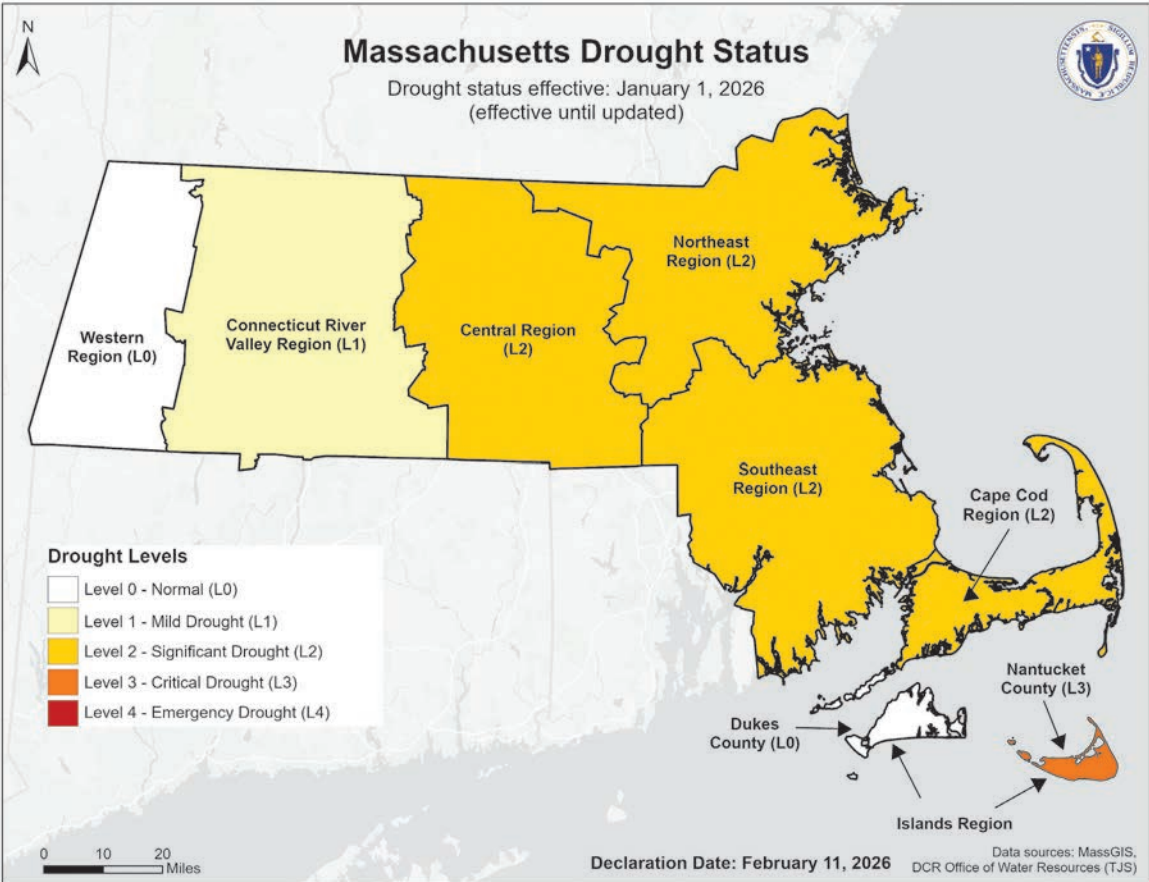 N
Massachusetts Drought Status
Drought status effective: January 1, 2026
(effective until updated)
Northeast
Region (L2)
Western
Region (L0)
Connecticut River
Valley Region (L1)
Central Region
(L2)
Southeast
Region (L2)
Cape Cod
Region (L2)
Drought Levels
Level 0 - Normal (L0)
Level 1 - Mild Drought (L1)
Level 2 - Significant Drought (L2)
Level 3 - Critical Drought (L3)
Level 4 - Emergency Drought (L4)
Nantucket
County (L3)
Dukes
County (L0)
Islands Region
0 10 20
Miles
Declaration Date: February 11, 2026
Data sources: MassGIS,
DCR Office of Water Resources (TJS)